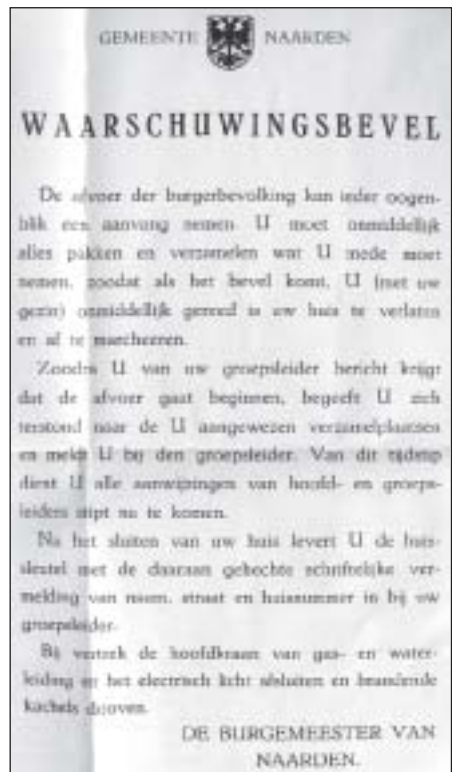 GEMEENTE NAARDEN
WAARSCHUWINGSBEVEL
De afvoer der burgerbevolking kan ieder oogen-
blik een aanvang nemen. U moet onmiddellijk
alles pakken en verzamelen wat U mede moet
nemen, zoodat als het bevel komt, U (met uw
gezin) onmiddellijk gereed is uw huis te verlaten
en af te marcheeren.
Zoodra U van uw groepsleider bericht krijgt
dat de afvoer gaat beginnen, begeeft U zich
terstond naar de U aangewezen verzamelplaatsen
en meldt U bij den groepsleider. Van dit tijdstip
dient U alle aanwijzingen van hoofd- en groeps-
leiders stipt na te komen.
Na het sluiten van uw huis levert U de huis-
sleutel met de daaraan gehechte schriftelijke ver-
melding van naam, straat en huisnummer in bij uw
groepsleider.
Bij vertrek de hoofdkraan van gas- en water-
leiding en het electrisch licht afsluiten en brandende
kachels dooven.
DE BURGEMEESTER VAN
NAARDEN.